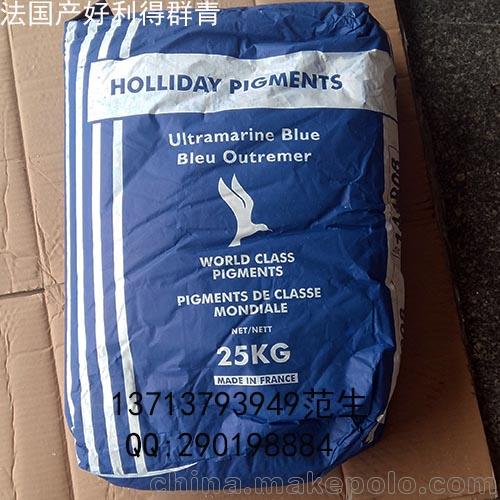 法国产好利得群青
HOLLIDAY PIGMENTS
Ultramarine Blue
Bleu Outremer
WORLD CLASS
PIGMENTS
PIGMENTS DE CLASSE
MONDIALE
NET/NETT
25KG
MADE IN FRANCE
13713793949范生
QQ:290198884
china.makepolo.com